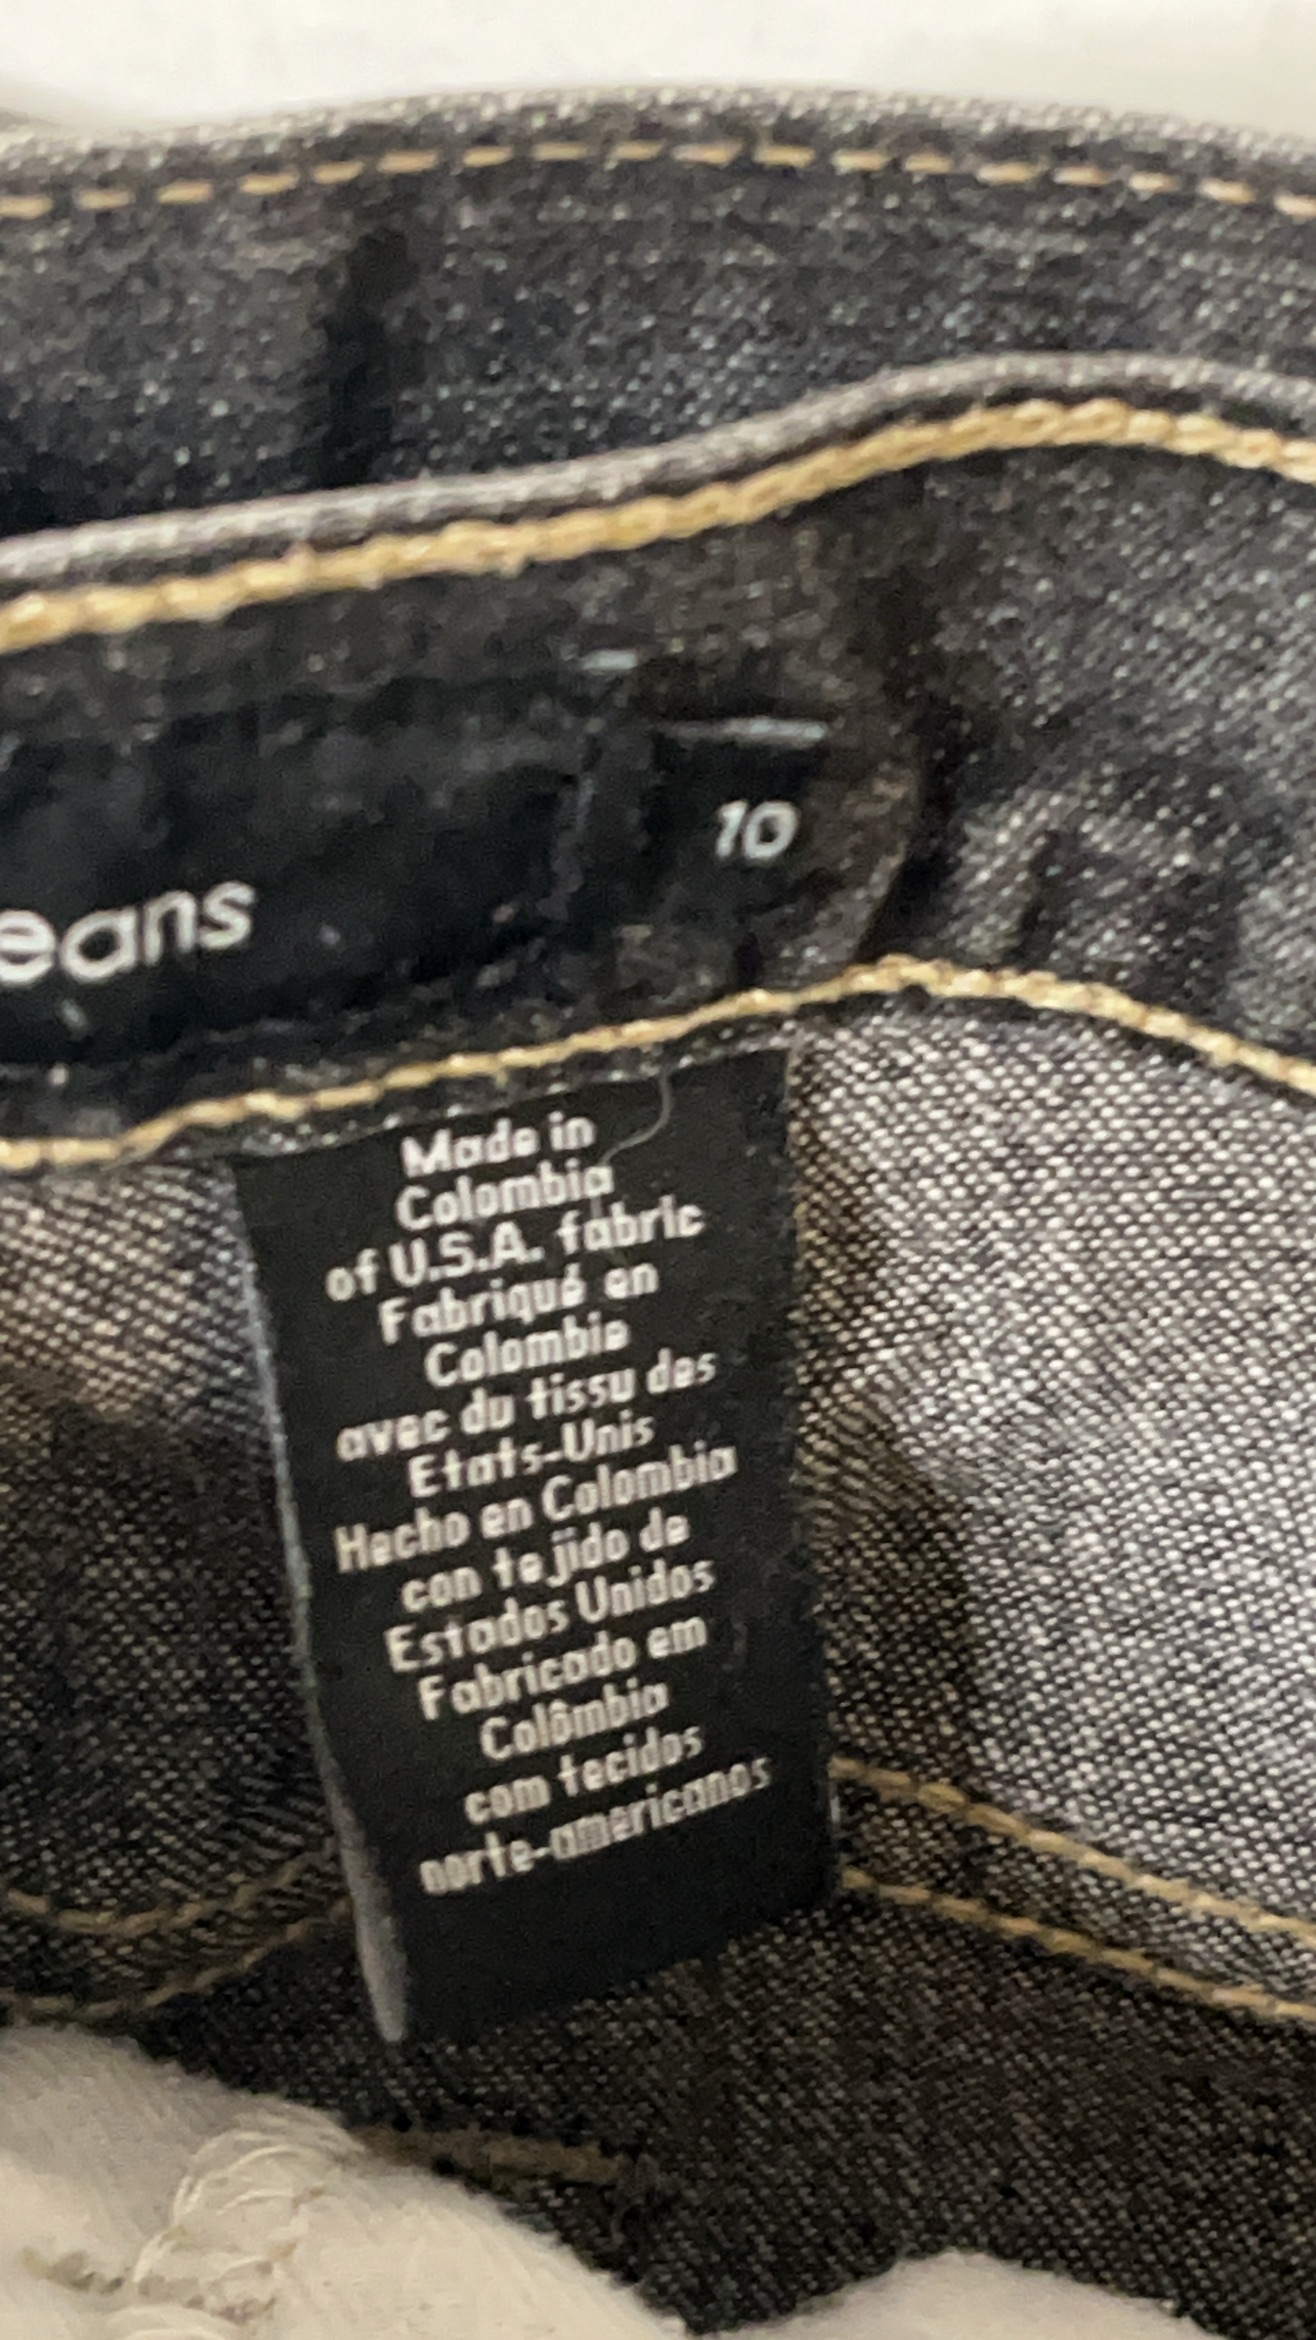 10
eans
Made in
Colombia
of U.S.A. fabric
Fabriqué en
Colombie
avec du tissu des
Etats-Unis
Hecho en Colombia
con tejido de
Estados Unidos
Fabricado em
Colômbia
com tecidos
norte-americanos